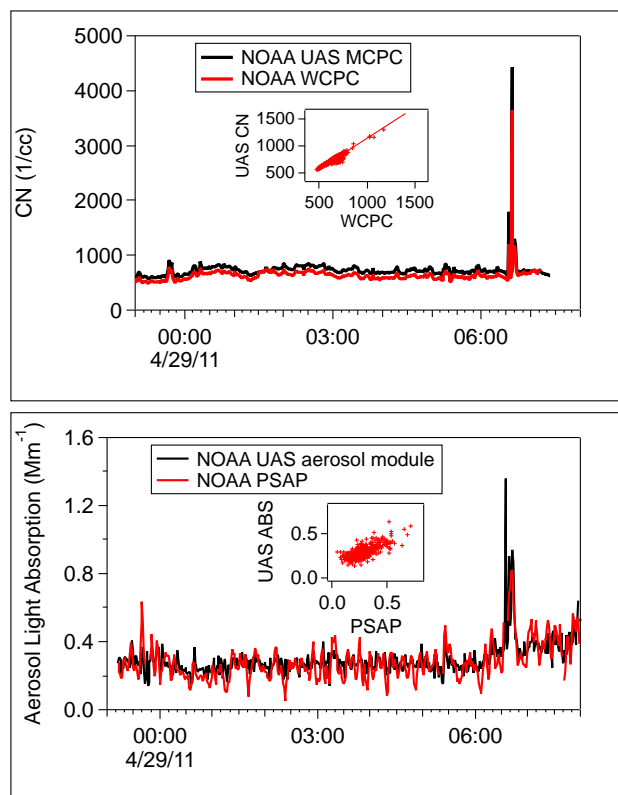 5000
4000
3000
2000
1000
0
CN (1/cc)
NOAA UAS MCPC
NOAA WCPC
1500
1000
500
UAS CN
500 1000 1500
WCPC
00:00 03:00 06:00
4/29/11
1.6
1.2
0.8
0.4
0.0
Aerosol Light Absorption (Mm⁻¹)
NOAA UAS aerosol module
NOAA PSAP
0.5
0.0
UAS ABS
0.0 0.5
PSAP
00:00 03:00 06:00
4/29/11